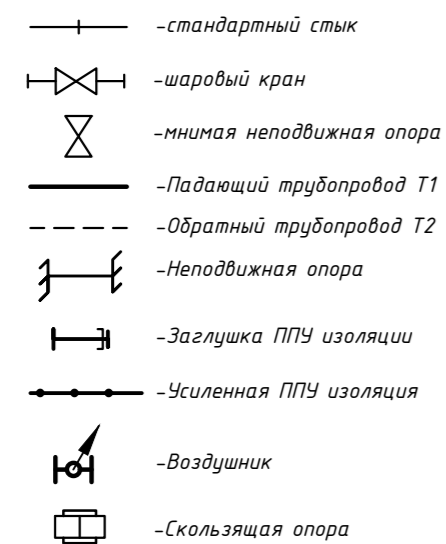 -стандартный стык
-шаровый кран
-мнимая неподвижная опора
-Падающий трубопровод Т1
-Обратный трубопровод Т2
-Неподвижная опора
-Заглушка ППУ изоляции
-Усиленная ППУ изоляция
-Воздушник
-Скользящая опора